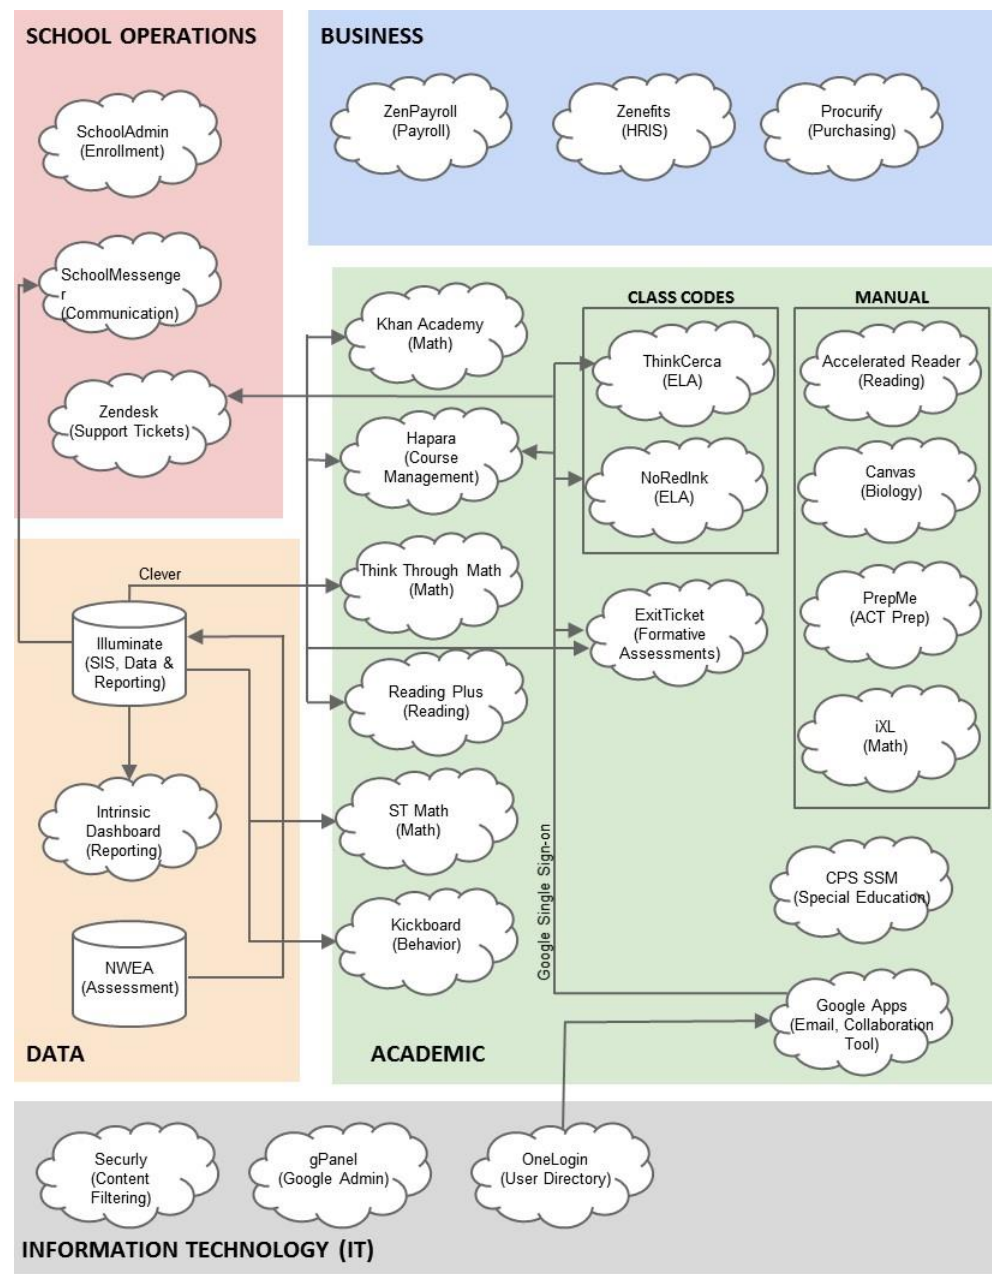 SCHOOL OPERATIONS
SchoolAdmin
(Enrollment)
SchoolMessenge
r
(Communication)
Zendesk
(Support Tickets)
BUSINESS
ZenPayroll
(Payroll)
Zenefits
(HRIS)
Procurify
(Purchasing)
Khan Academy
(Math)
Hapara
(Course
Management)
Think Through Math
(Math)
Reading Plus
(Reading)
ST Math
(Math)
Kickboard
(Behavior)
CLASS CODES
ThinkCerca
(ELA)
NoRedInk
(ELA)
ExitTicket
(Formative
Assessments)
MANUAL
Accelerated Reader
(Reading)
Canvas
(Biology)
PrepMe
(ACT Prep)
iXL
(Math)
CPS SSM
(Special Education)
Google Apps
(Email, Collaboration
Tool)
Google Single Sign-on
ACADEMIC
Clever
Illuminate
(SIS, Data &
Reporting)
Intrinsic
Dashboard
(Reporting)
NWEA
(Assessment)
DATA
Securly
(Content
Filtering)
gPanel
(Google Admin)
OneLogin
(User Directory)
INFORMATION TECHNOLOGY (IT)